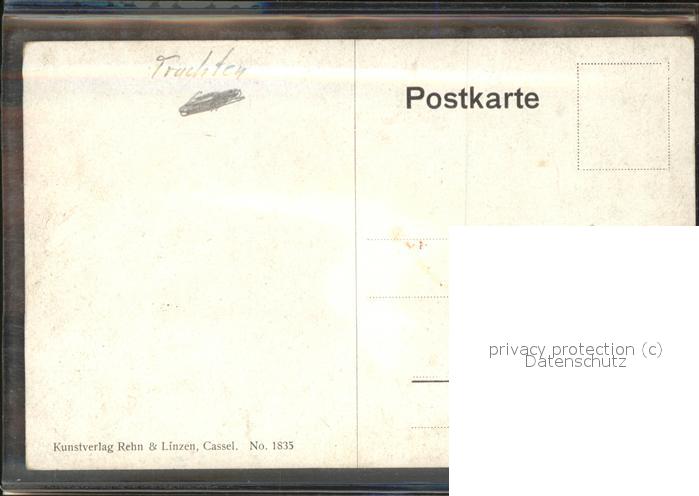 Trachten
Postkarte
privacy protection (c)
Datenschutz
Kunstverlag Rehn & Linzen, Cassel. No. 1835